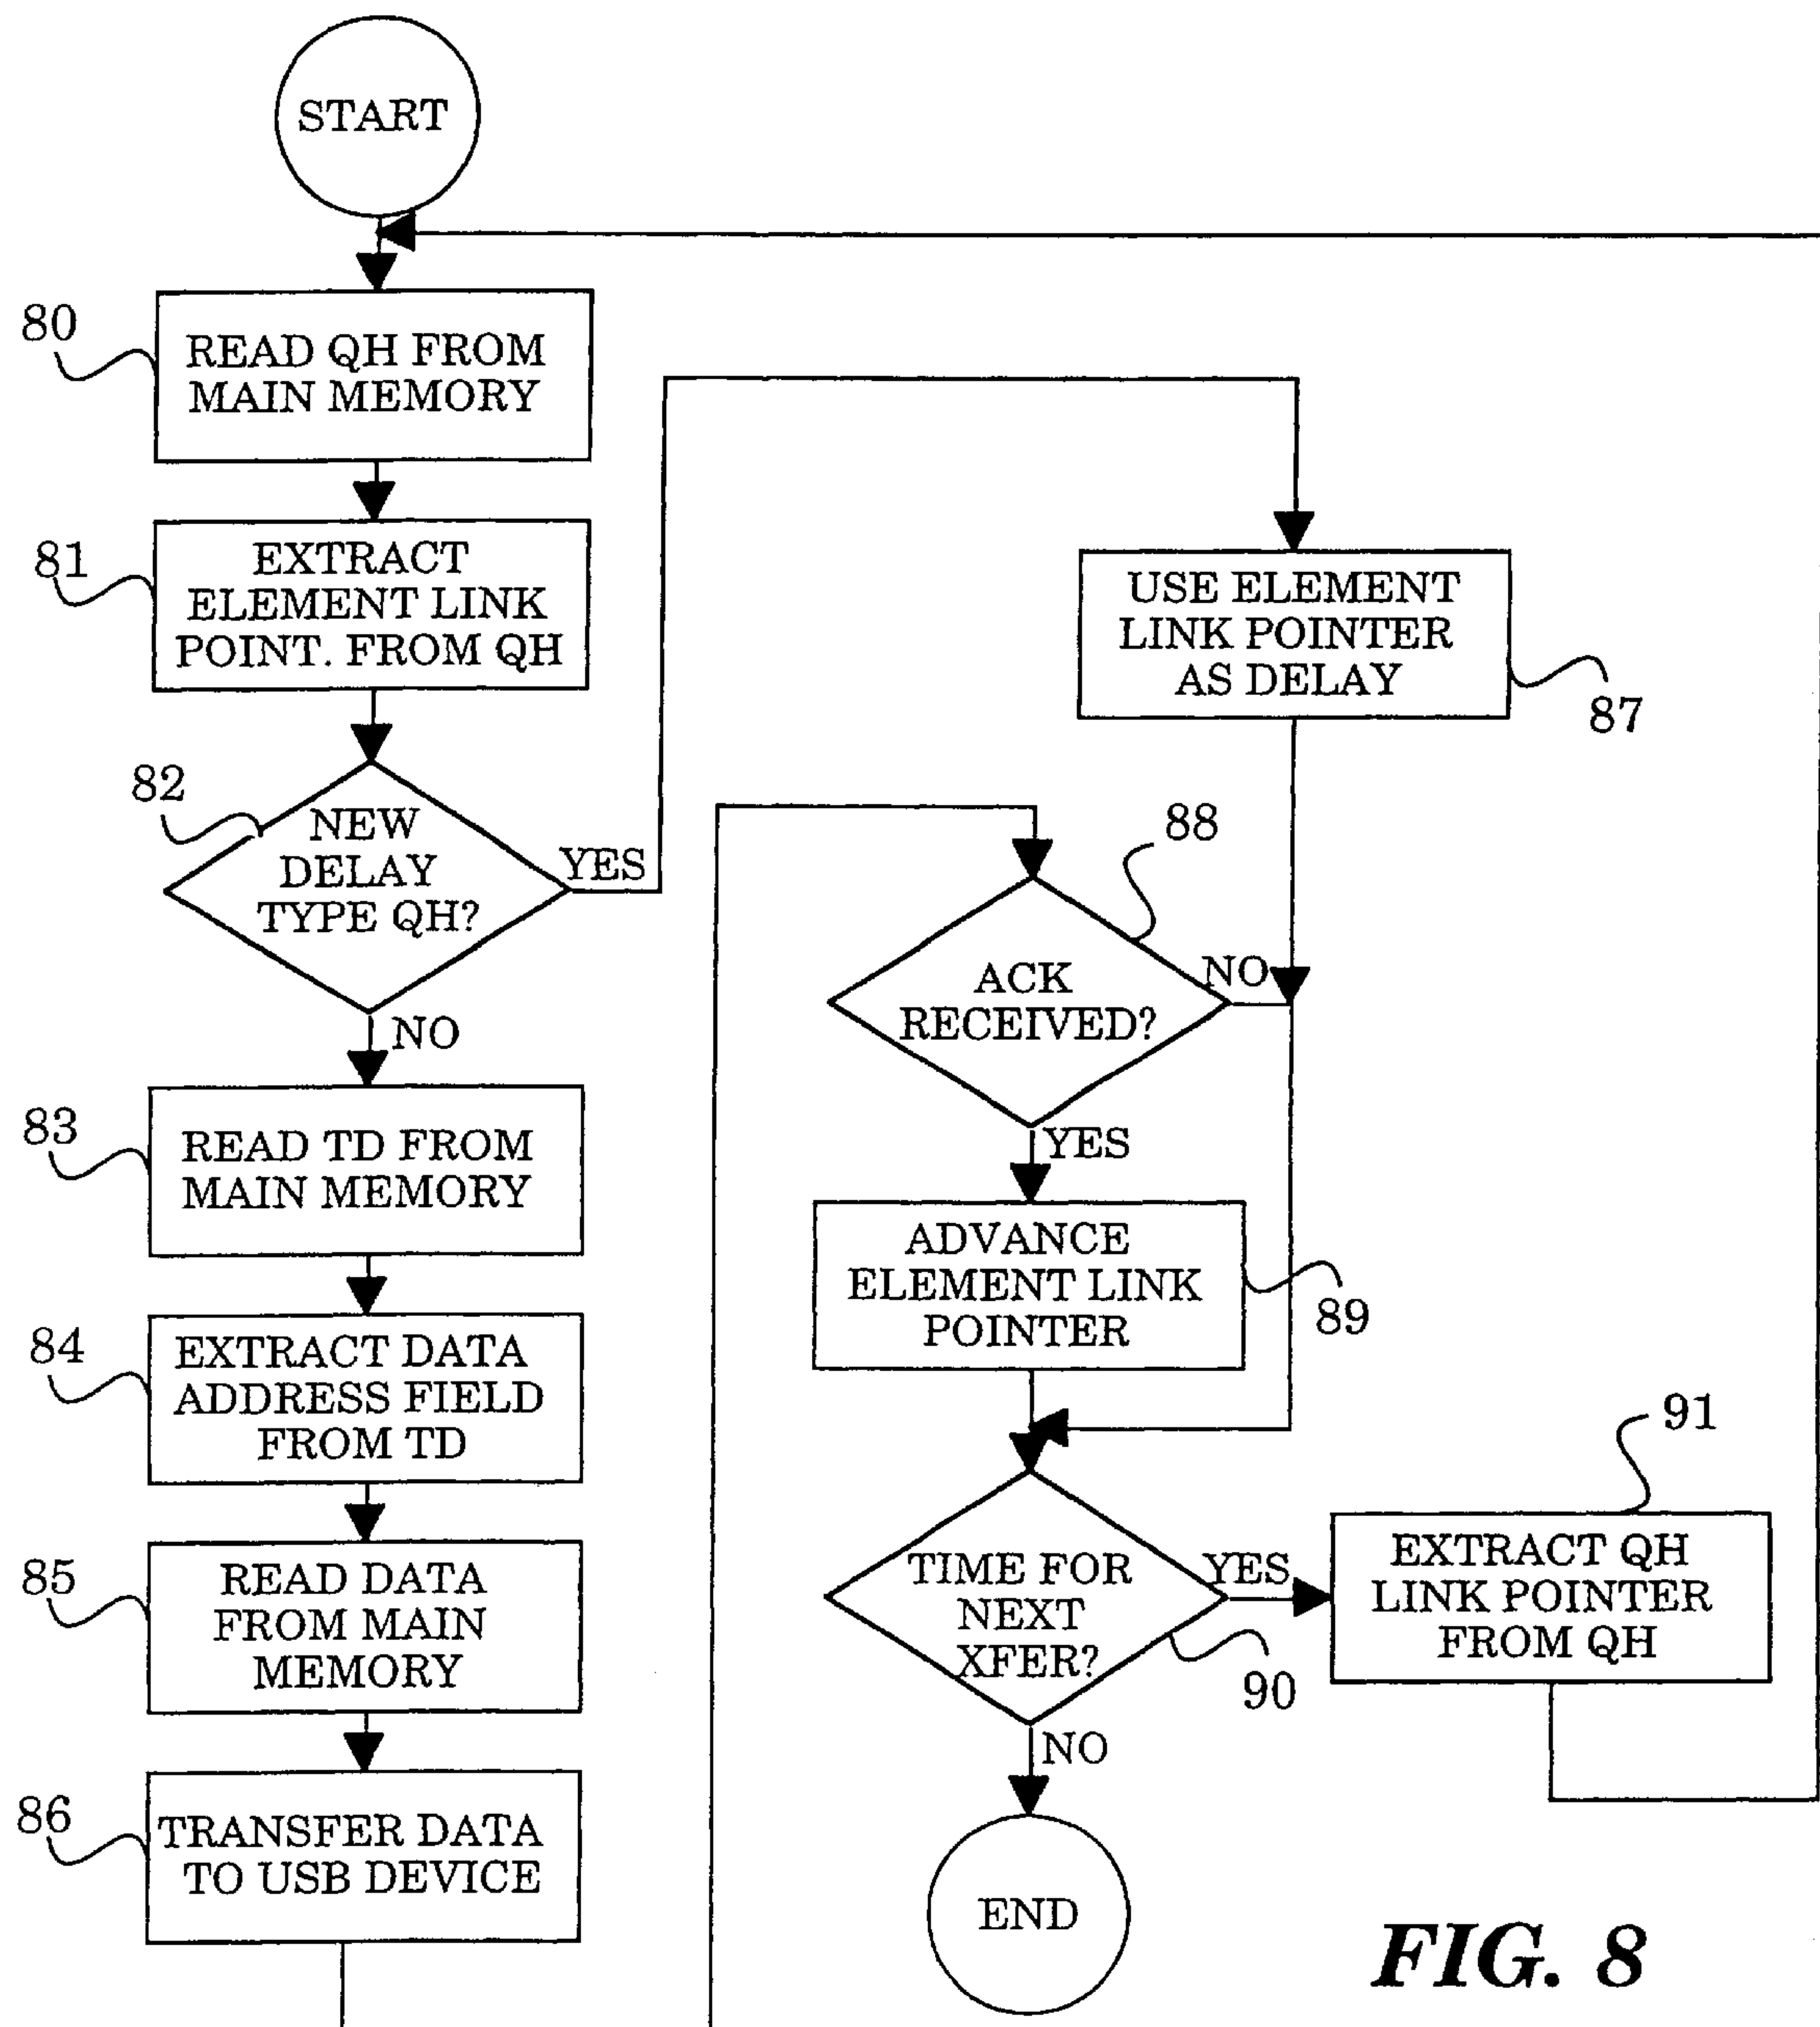 START
80
READ QH FROM
MAIN MEMORY
81
EXTRACT
ELEMENT LINK
POINT. FROM QH
82
NEW
DELAY
TYPE QH?
YES
NO
83
READ TD FROM
MAIN MEMORY
84
EXTRACT DATA
ADDRESS FIELD
FROM TD
85
READ DATA
FROM MAIN
MEMORY
86
TRANSFER DATA
TO USB DEVICE
USE ELEMENT
LINK POINTER
AS DELAY
87
88
ACK
RECEIVED?
NO
YES
ADVANCE
ELEMENT LINK
POINTER
89
TIME FOR
NEXT
XFER?
YES
90
NO
91
EXTRACT QH
LINK POINTER
FROM QH
END
FIG. 8